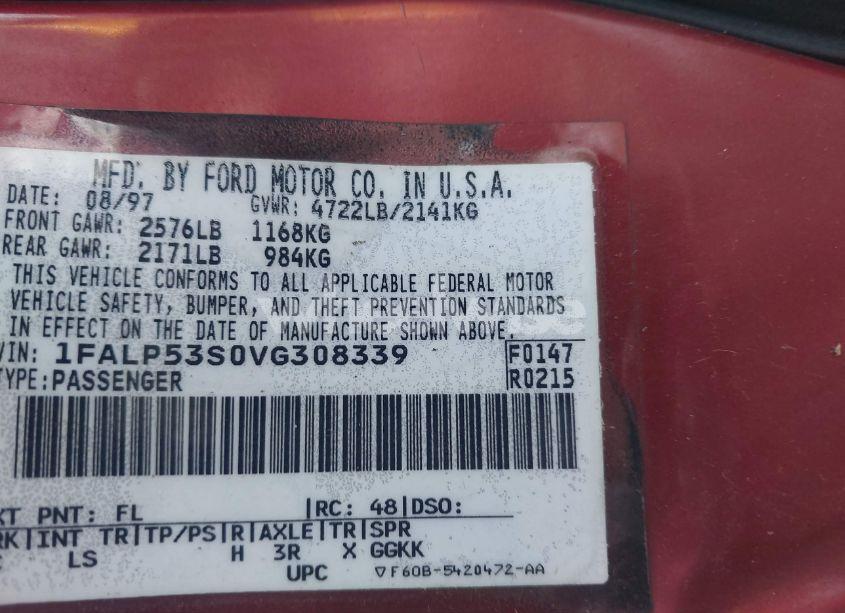 MFD. BY FORD MOTOR CO. IN U.S.A.
DATE: 08/97 GVWR: 4722LB/2141KG
FRONT GAWR: 2576LB 1168KG
REAR GAWR: 2171LB 984KG
THIS VEHICLE CONFORMS TO ALL APPLICABLE FEDERAL MOTOR
VEHICLE SAFETY, BUMPER, AND THEFT PREVENTION STANDARDS
IN EFFECT ON THE DATE OF MANUFACTURE SHOWN ABOVE.
VIN: 1FALP53S0VG308339 F0147
TYPE: PASSENGER R0215
XT PNT: FL RC: 48 DSO:
RK INT TR TP/PS R AXLE TR SPR
LS H 3R X GGKK
UPC ▽F60B-5420472-AA